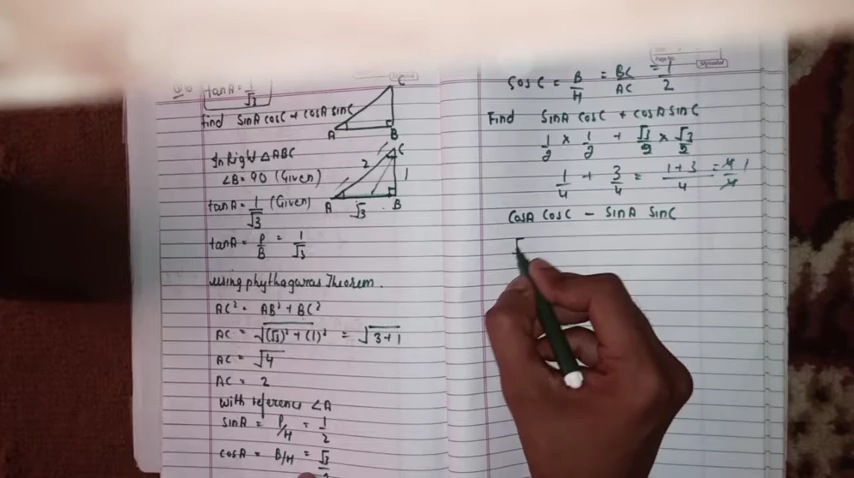 tanA = 1/√3
find sinA cosC + cosA sinC
C
A B
In Right △ABC
∠B = 90 (Given)
tanA = 1/√3 (Given)
C
2 1
A √3 B
tanA = P/B = 1/√3
using phythagoras Theorem.
AC² = AB² + BC²
AC = √(√3)² + (1)² = √3+1
AC = √4
AC = 2
With reference ∠A
sinA = P/H = 1/2
cosA = B/H = √3/2
Cos C = B/H = BC/AC = 1/2
Find sinA cosC + cosA sinC
1/2 × 1/2 + √3/2 × √3/2
1/4 + 3/4 = 1+3/4 = 4/4 1
CosA CosC - sinA sinC